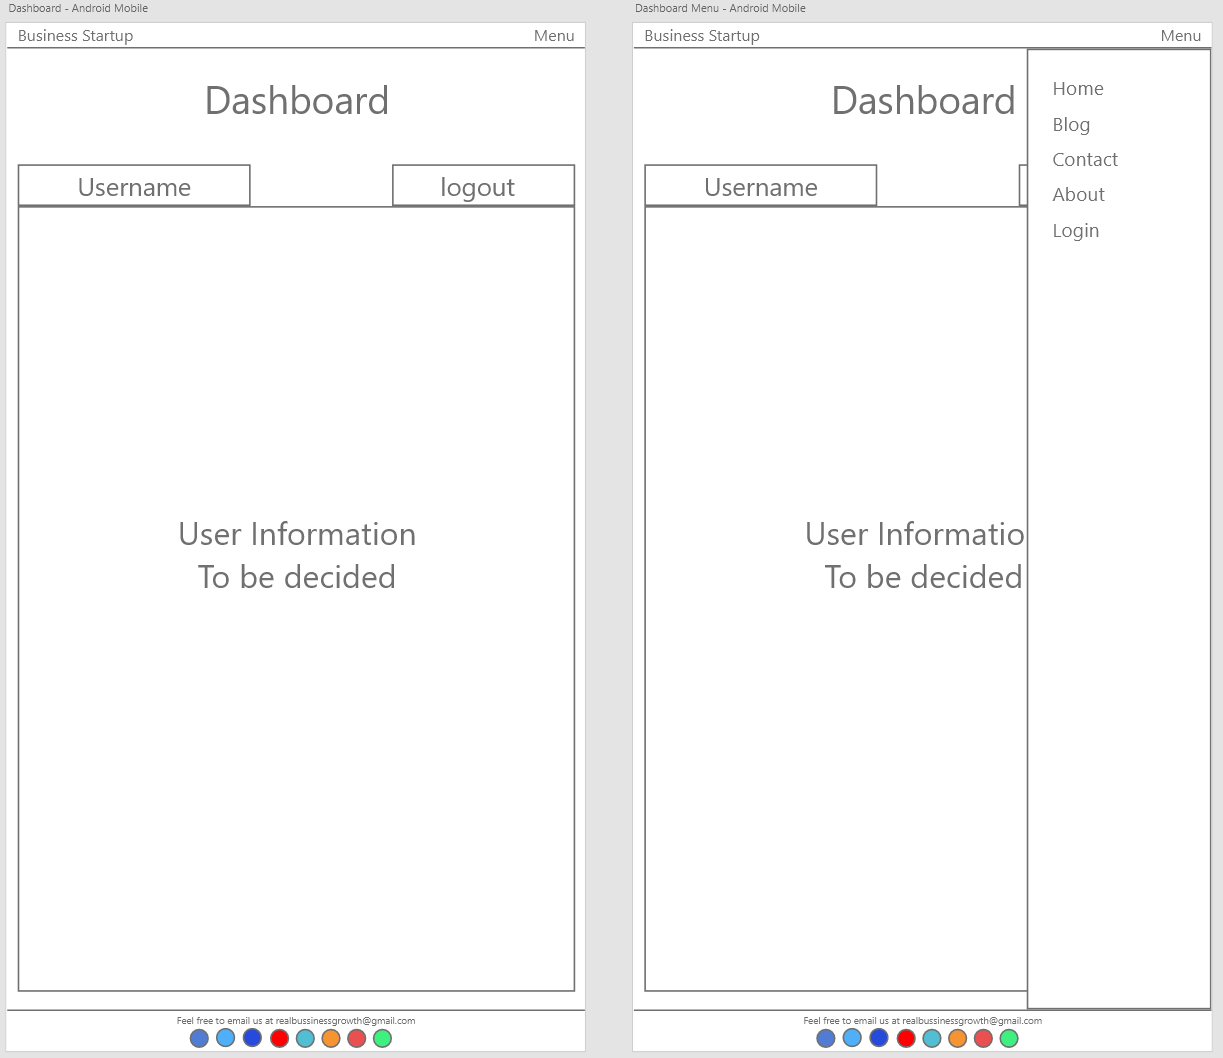 Dashboard - Android Mobile
Business Startup
Menu
Dashboard
Username
logout
User Information
To be decided
Feel free to email us at realbussinessgrowth@gmail.com
Dashboard Menu - Android Mobile
Business Startup
Menu
Dashboard
Home
Blog
Contact
About
Login
Username
User Informatio
To be decided
Feel free to email us at realbussinessgrowth@gmail.com